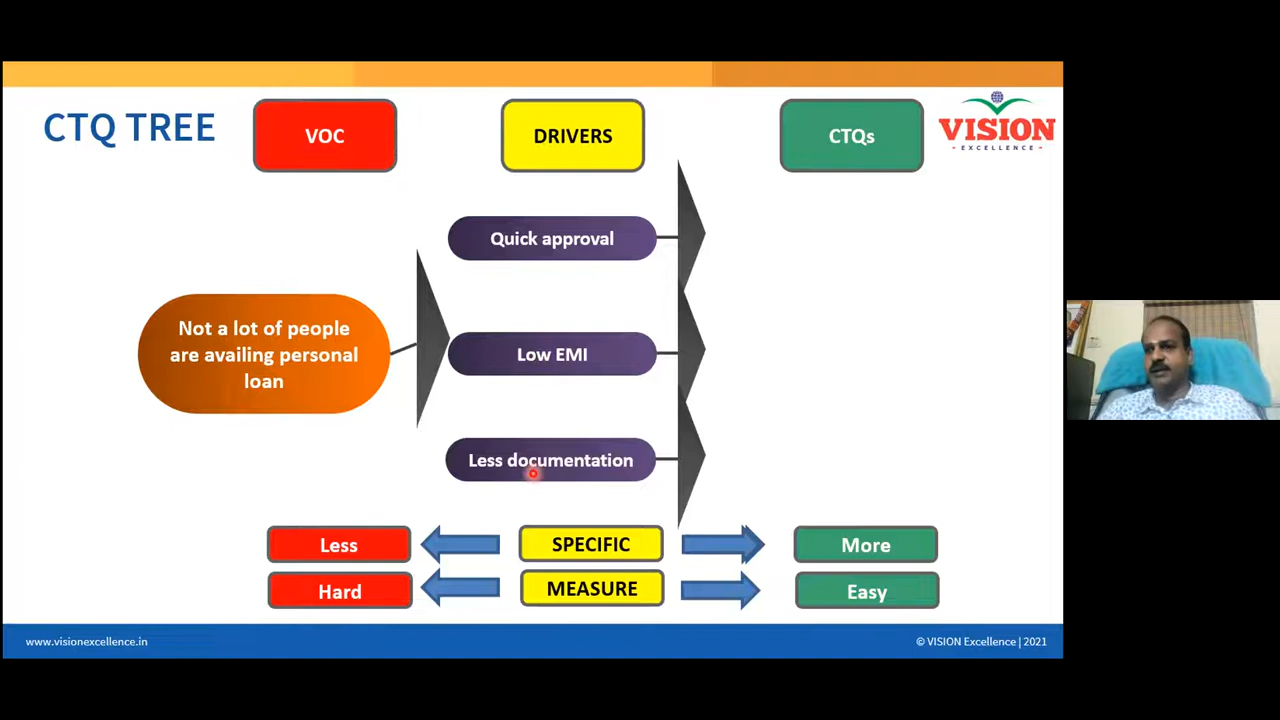 CTQ TREE
VOC
DRIVERS
CTQs
VISION
- EXCELLENCE -
Quick approval
Not a lot of people
are availing personal
loan
Low EMI
Less documentation
Less
SPECIFIC
More
Hard
MEASURE
Easy
www.visionexcellence.in
© VISION Excellence | 2021